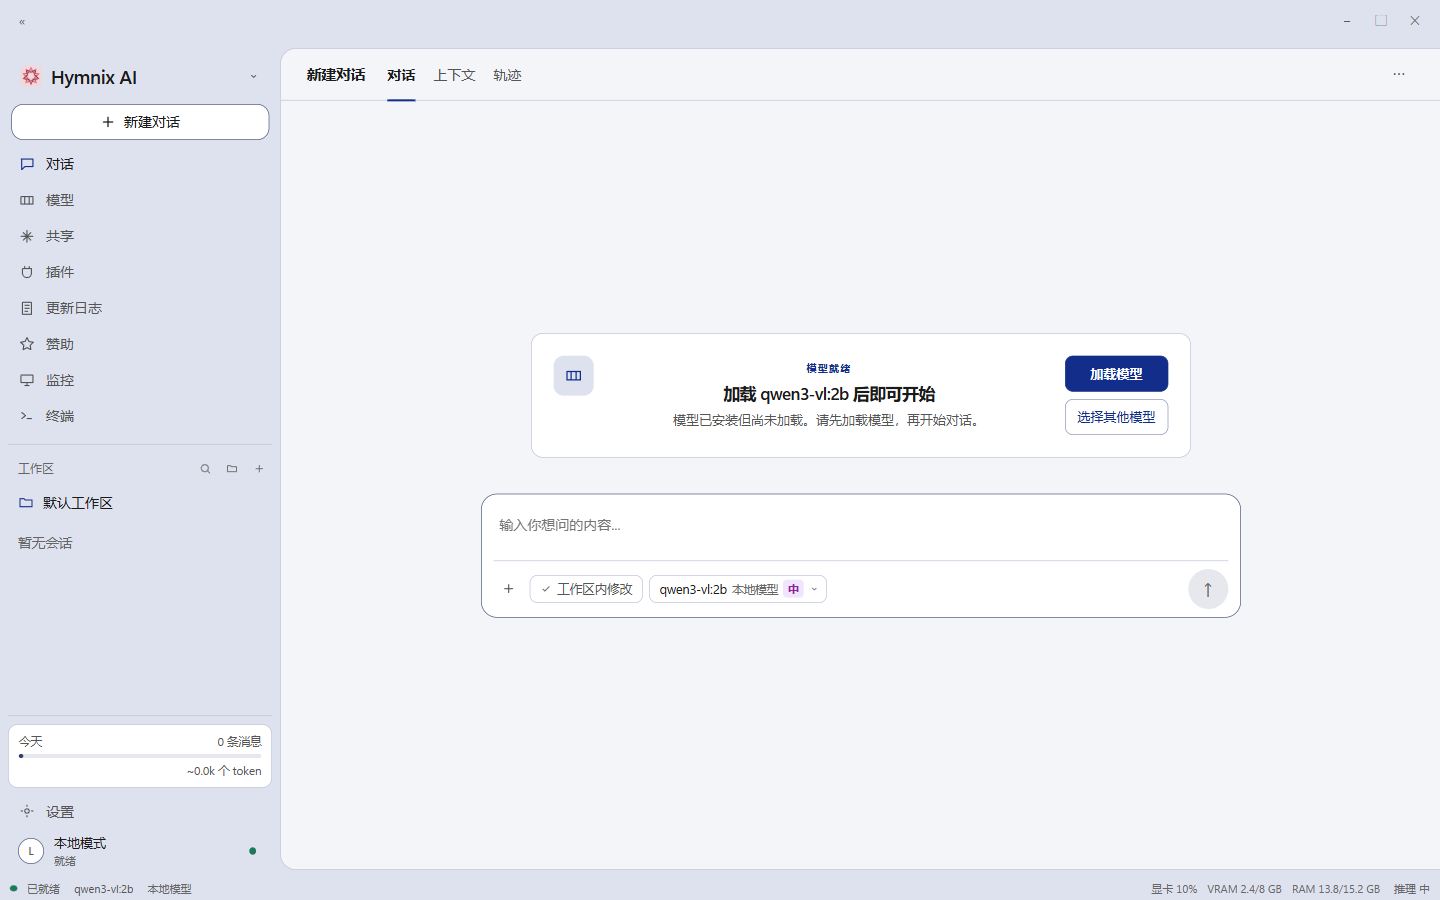 «
Hymnix AI
新建对话
对话
模型
共享
插件
更新日志
赞助
监控
终端
工作区
默认工作区
暂无会话
今天 0 条消息
~0.0k 个 token
设置
L 本地模式
就绪
新建对话 对话 上下文 轨迹 ...
模型就绪
加载 qwen3-vl:2b 后即可开始
模型已安装但尚未加载。请先加载模型，再开始对话。
加载模型
选择其他模型
输入你想问的内容...
+ 工作区内修改 qwen3-vl:2b 本地模型 中
已就绪 qwen3-vl:2b 本地模型 显卡 10% VRAM 2.4/8 GB RAM 13.8/15.2 GB 推理 中